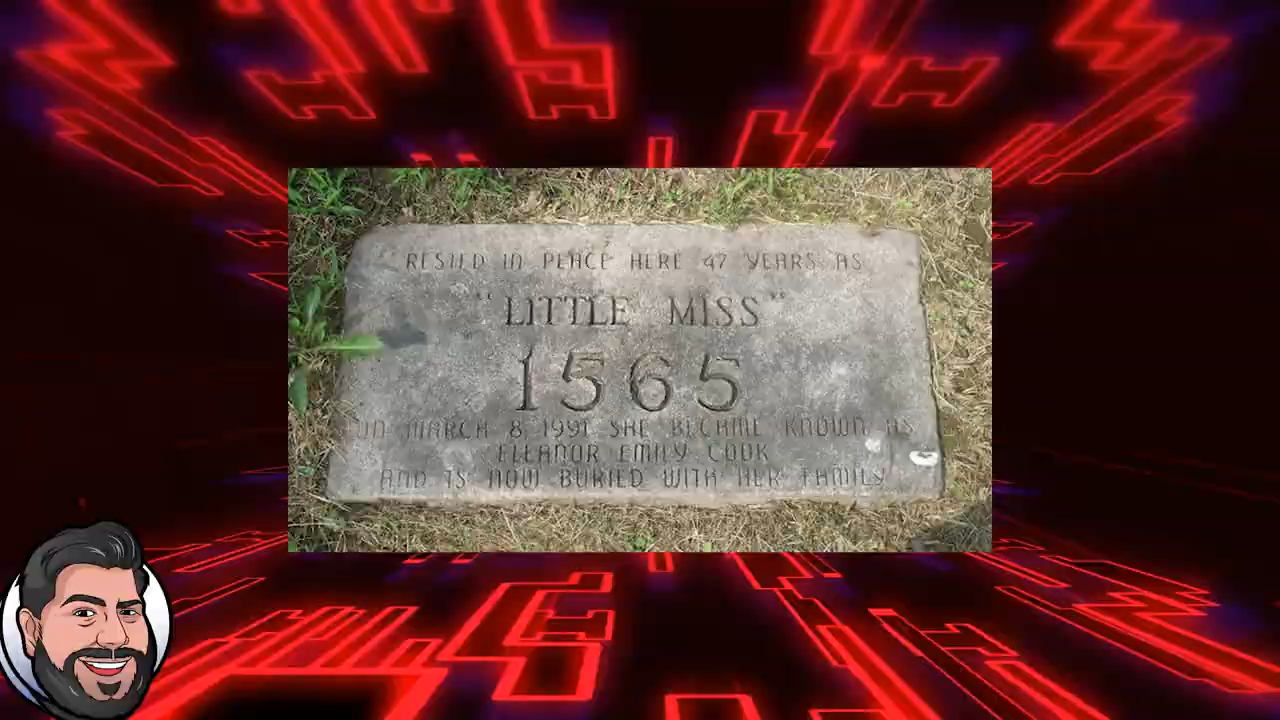 RESTED IN PEACE HERE 47 YEARS AS
"LITTLE MISS"
1565
ON MARCH 8, 1991 SHE BECAME KNOWN AS
ELEANOR EMILY COOK
AND IS NOW BURIED WITH HER FAMILY